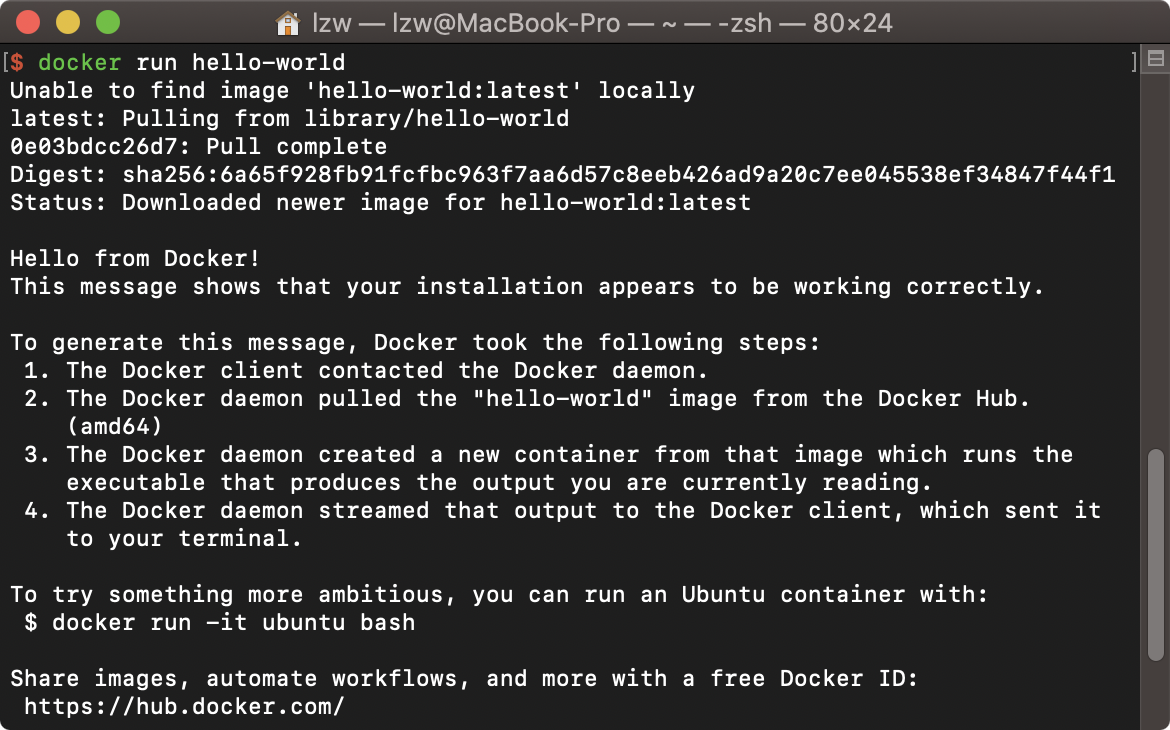 lzw — lzw@MacBook-Pro — ~ — -zsh — 80×24
[$ docker run hello-world ]
Unable to find image 'hello-world:latest' locally
latest: Pulling from library/hello-world
0e03bdcc26d7: Pull complete
Digest: sha256:6a65f928fb91fcfbc963f7aa6d57c8eeb426ad9a20c7ee045538ef34847f44f1
Status: Downloaded newer image for hello-world:latest
Hello from Docker!
This message shows that your installation appears to be working correctly.
To generate this message, Docker took the following steps:
1. The Docker client contacted the Docker daemon.
2. The Docker daemon pulled the "hello-world" image from the Docker Hub.
(amd64)
3. The Docker daemon created a new container from that image which runs the
executable that produces the output you are currently reading.
4. The Docker daemon streamed that output to the Docker client, which sent it
to your terminal.
To try something more ambitious, you can run an Ubuntu container with:
$ docker run -it ubuntu bash
Share images, automate workflows, and more with a free Docker ID:
https://hub.docker.com/